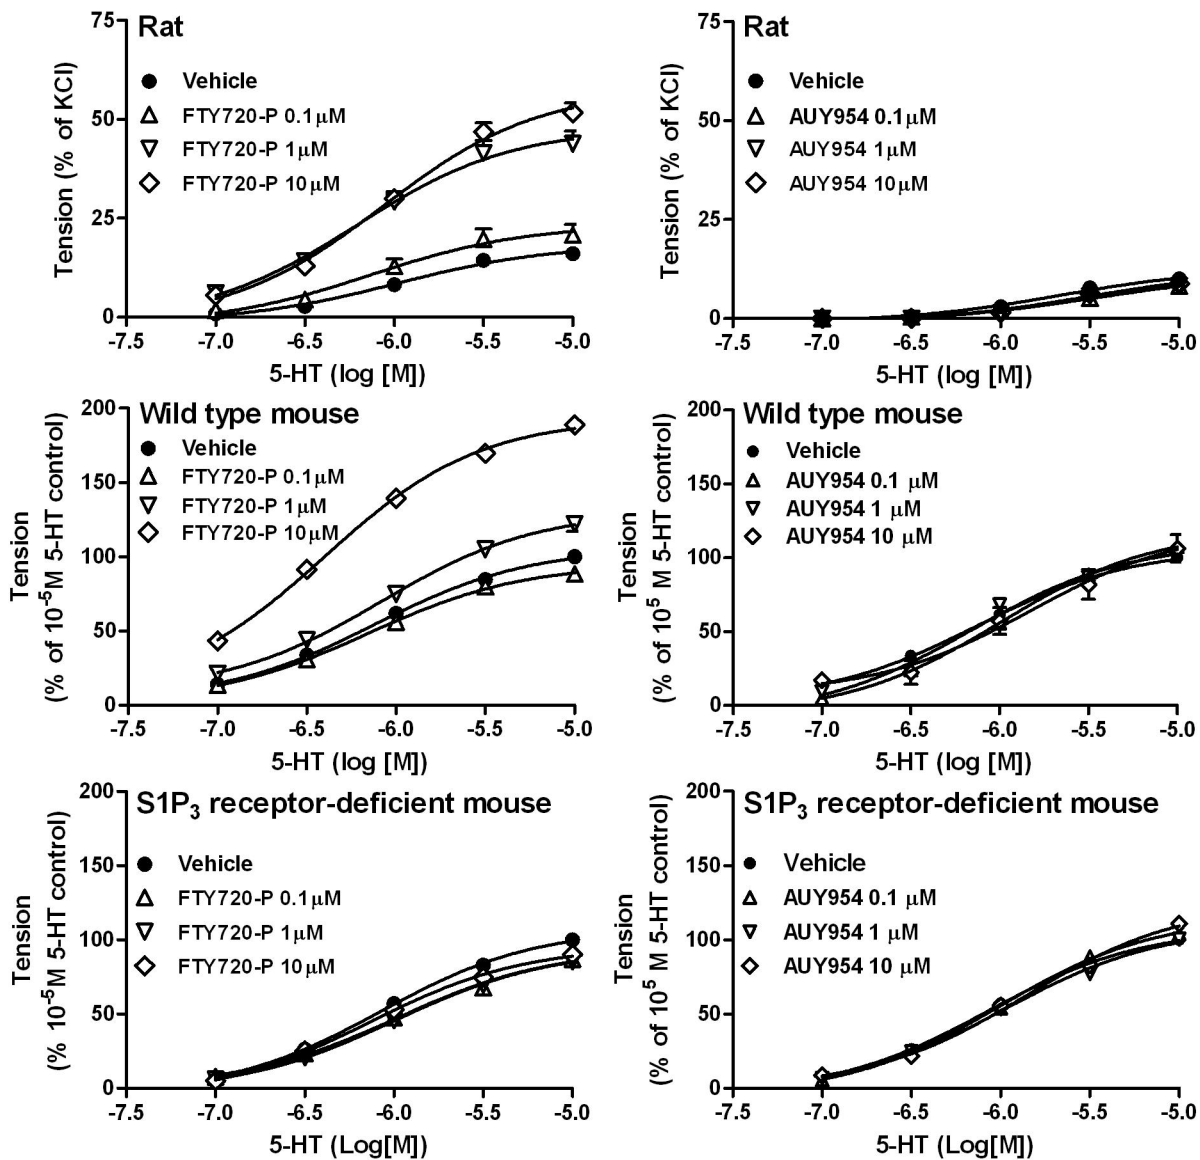 Rat
Vehicle
FTY720-P 0.1μM
FTY720-P 1μM
FTY720-P 10μM
Tension (% of KCl)
75
50
25
0
-7.5 -7.0 -6.5 -6.0 -5.5 -5.0
5-HT (log [M])
Rat
Vehicle
AUY954 0.1μM
AUY954 1μM
AUY954 10μM
Tension (% of KCl)
75
50
25
0
-7.5 -7.0 -6.5 -6.0 -5.5 -5.0
5-HT (log [M])
Wild type mouse
Vehicle
FTY720-P 0.1μM
FTY720-P 1μM
FTY720-P 10μM
Tension
(% of 10⁻⁵M 5-HT control)
200
150
100
50
0
-7.5 -7.0 -6.5 -6.0 -5.5 -5.0
5-HT (log [M])
Wild type mouse
Vehicle
AUY954 0.1 μM
AUY954 1 μM
AUY954 10 μM
Tension
(% of 10⁵ M 5-HT control)
200
150
100
50
0
-7.5 -7.0 -6.5 -6.0 -5.5 -5.0
5-HT (log [M])
S1P₃ receptor-deficient mouse
Vehicle
FTY720-P 0.1μM
FTY720-P 1μM
FTY720-P 10μM
Tension
(% 10⁻⁵M 5-HT control)
200
150
100
50
0
-7.5 -7.0 -6.5 -6.0 -5.5 -5.0
5-HT (Log[M])
S1P₃ receptor-deficient mouse
Vehicle
AUY954 0.1 μM
AUY954 1 μM
AUY954 10 μM
Tension
(% of 10⁵ M 5-HT control)
200
150
100
50
0
-7.5 -7.0 -6.5 -6.0 -5.5 -5.0
5-HT (Log[M])